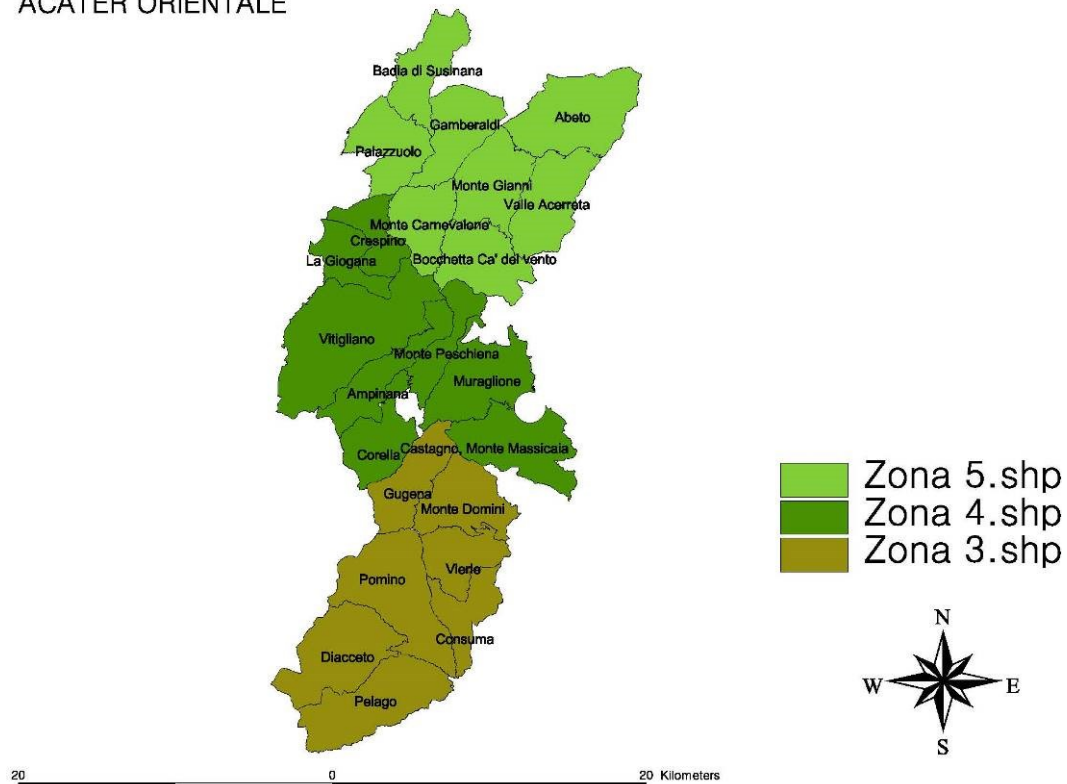 ACATER ORIENTALE
Badia di Susinana
Gamberaldi
Abeto
Palazzuolo
Monte Gianni
Valle Acerreta
Monte Carnevalone
Crespino
La Giogana
Bocchetta Ca' del vento
Vitigliano
Monte Peschiena
Muraglione
Ampinana
Corella
Castagno, Monte Massicaia
Gugena
Monte Domini
Pomino
Vierle
Consuma
Diacceto
Pelago
Zona 5.shp
Zona 4.shp
Zona 3.shp
N
W E
S
20 0 20 Kilometers